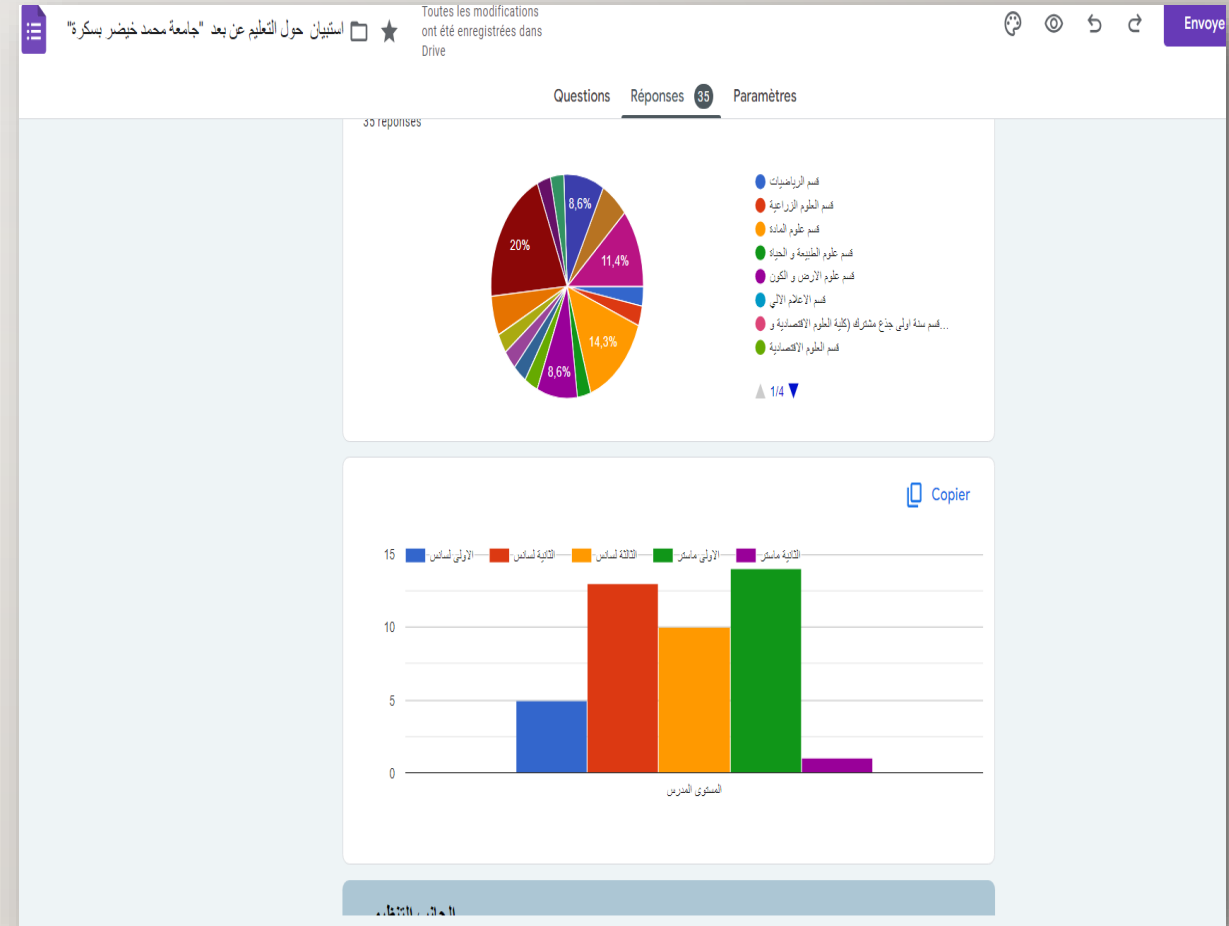 استبيان حول التعليم عن بعد "جامعة محمد خيضر بسكرة"
Toutes les modifications
ont été enregistrées dans
Drive
Envoye
Questions Réponses 35 Paramètres
35 réponses
8,6%
11,4%
14,3%
8,6%
20%
قسم الرياضيات
قسم العلوم الزراعية
قسم علوم المادة
قسم علوم الطبيعة و الحياة
قسم علوم الارض و الكون
قسم الاعلام الالي
قسم سنة اولى جذع مشترك (كلية العلوم الاقتصادية و...
قسم العلوم الاقتصادية
1/4
Copier
الاولى لسانس الثانية لسانس الثالثة لسانس الاولى ماستر الثانية ماستر
15
10
5
0
المستوى المدرس